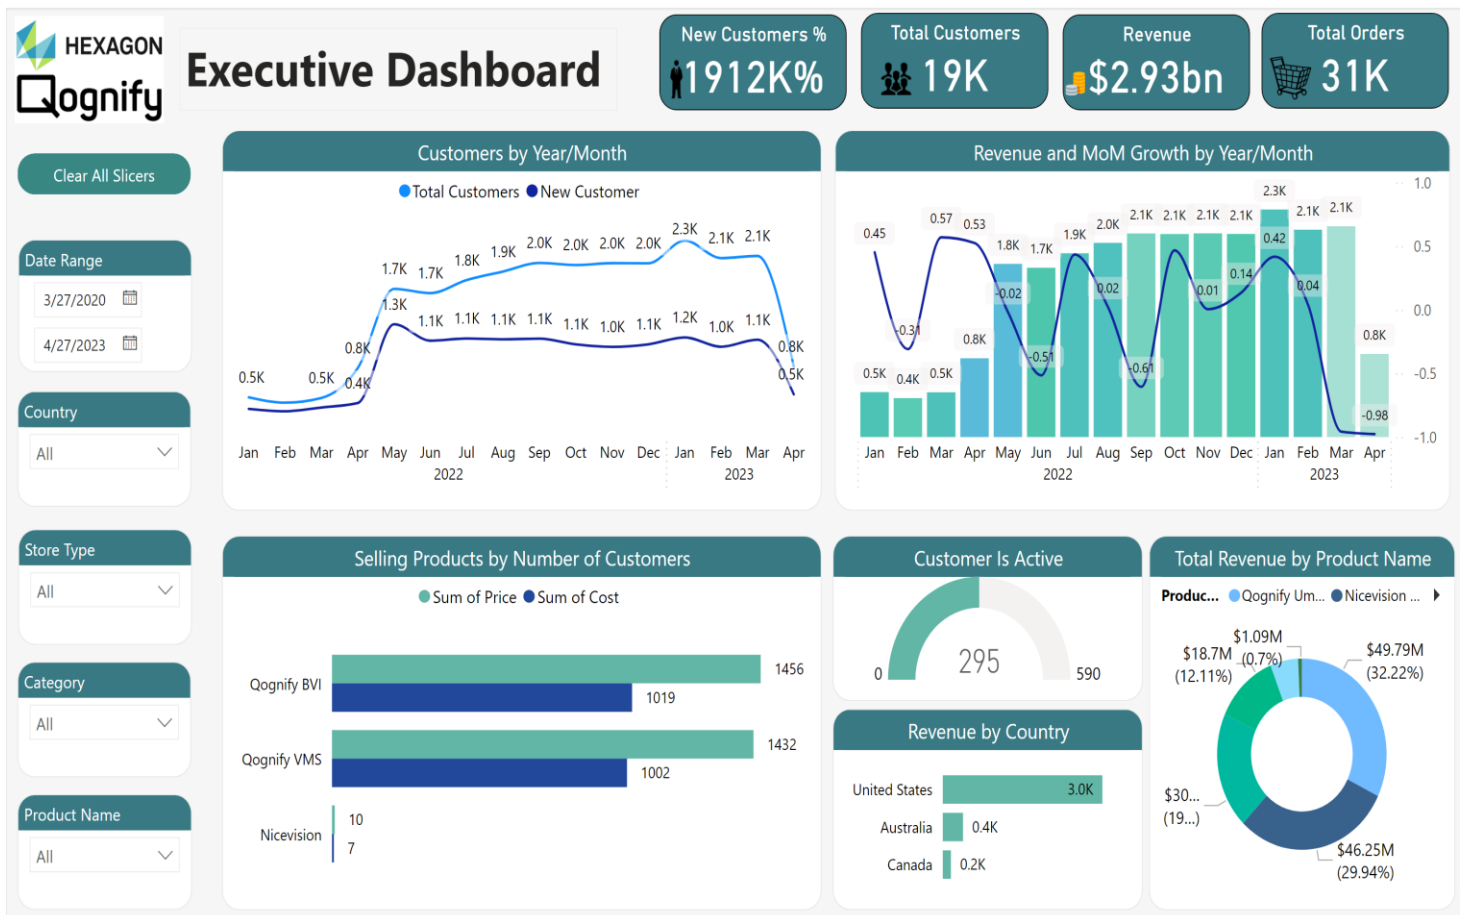 HEXAGON
Qognify
Executive Dashboard
New Customers %
1912K%
Total Customers
19K
Revenue
$2.93bn
Total Orders
31K
Clear All Slicers
Date Range
3/27/2020
4/27/2023
Country
All
Store Type
All
Category
All
Product Name
All
Customers by Year/Month
Total Customers New Customer
0.5K 0.5K 0.8K 1.7K 1.7K 1.8K 1.9K 2.0K 2.0K 2.0K 2.0K 2.3K 2.1K 2.1K 0.8K
0.4K 1.3K 1.1K 1.1K 1.1K 1.1K 1.1K 1.0K 1.1K 1.2K 1.0K 1.1K 0.5K
Jan Feb Mar Apr May Jun Jul Aug Sep Oct Nov Dec Jan Feb Mar Apr
2022 2023
Revenue and MoM Growth by Year/Month
1.0
0.5
0.0
-0.5
-1.0
0.5K 0.4K 0.5K 0.8K 1.8K 1.7K 1.9K 2.0K 2.1K 2.1K 2.1K 2.1K 2.3K 2.1K 2.1K 0.8K
0.45 -0.31 0.57 0.53 -0.02 -0.51 0.02 -0.61 0.01 0.14 0.42 0.04 -0.98
Jan Feb Mar Apr May Jun Jul Aug Sep Oct Nov Dec Jan Feb Mar Apr
2022 2023
Selling Products by Number of Customers
Sum of Price Sum of Cost
Qognify BVI
1456
1019
Qognify VMS
1432
1002
Nicevision
10
7
Customer Is Active
295
0 590
Revenue by Country
United States 3.0K
Australia 0.4K
Canada 0.2K
Total Revenue by Product Name
Produc... Qognify Um... Nicevision ...
$1.09M
(0.7%)
$49.79M
(32.22%)
$18.7M
(12.11%)
$30...
(19...)
$46.25M
(29.94%)